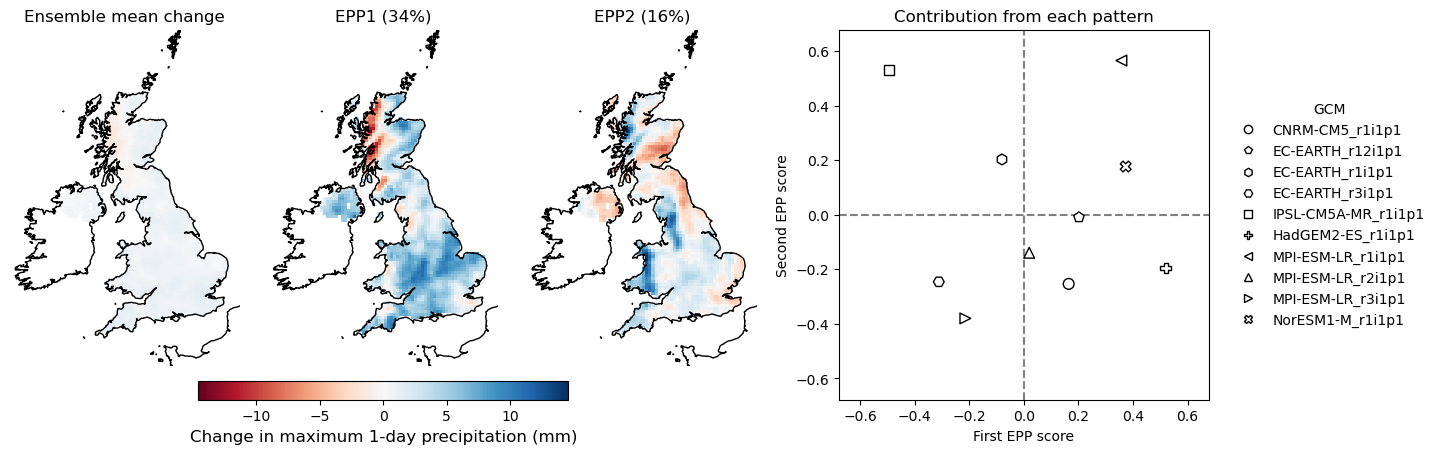 Ensemble mean change
EPP1 (34%)
EPP2 (16%)
−10 −5 0 5 10
Change in maximum 1-day precipitation (mm)
Contribution from each pattern
0.6
0.4
0.2
0.0
−0.2
−0.4
−0.6
Second EPP score
−0.6 −0.4 −0.2 0.0 0.2 0.4 0.6
First EPP score
GCM
CNRM-CM5_r1i1p1
EC-EARTH_r12i1p1
EC-EARTH_r1i1p1
EC-EARTH_r3i1p1
IPSL-CM5A-MR_r1i1p1
HadGEM2-ES_r1i1p1
MPI-ESM-LR_r1i1p1
MPI-ESM-LR_r2i1p1
MPI-ESM-LR_r3i1p1
NorESM1-M_r1i1p1